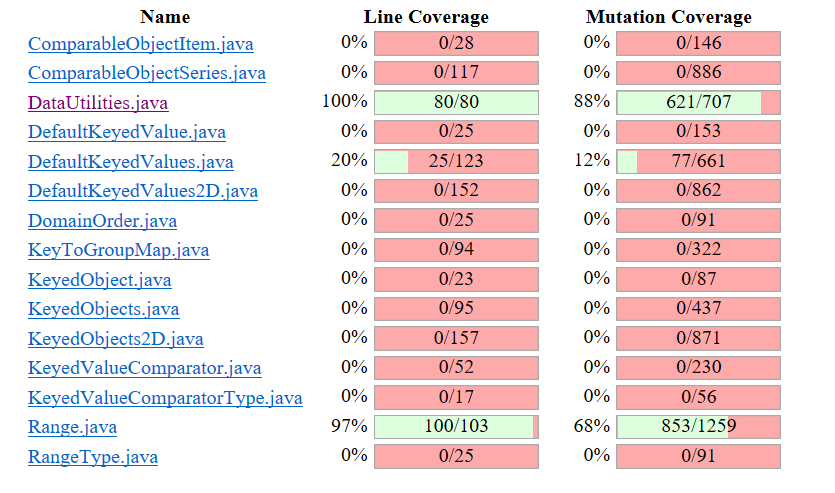 Name Line Coverage Mutation Coverage
ComparableObjectItem.java 0% 0/28 0% 0/146
ComparableObjectSeries.java 0% 0/117 0% 0/886
DataUtilities.java 100% 80/80 88% 621/707
DefaultKeyedValue.java 0% 0/25 0% 0/153
DefaultKeyedValues.java 20% 25/123 12% 77/661
DefaultKeyedValues2D.java 0% 0/152 0% 0/862
DomainOrder.java 0% 0/25 0% 0/91
KeyToGroupMap.java 0% 0/94 0% 0/322
KeyedObject.java 0% 0/23 0% 0/87
KeyedObjects.java 0% 0/95 0% 0/437
KeyedObjects2D.java 0% 0/157 0% 0/871
KeyedValueComparator.java 0% 0/52 0% 0/230
KeyedValueComparatorType.java 0% 0/17 0% 0/56
Range.java 97% 100/103 68% 853/1259
RangeType.java 0% 0/25 0% 0/91